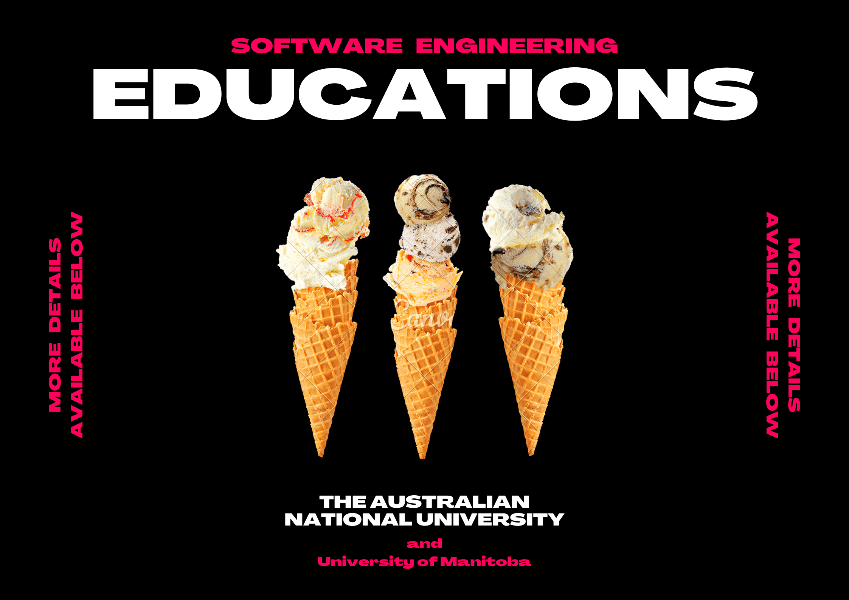 SOFTWARE ENGINEERING
EDUCATIONS
MORE DETAILS
AVAILABLE BELOW
MORE DETAILS
AVAILABLE BELOW
Canva
THE AUSTRALIAN
NATIONAL UNIVERSITY
and
University of Manitoba